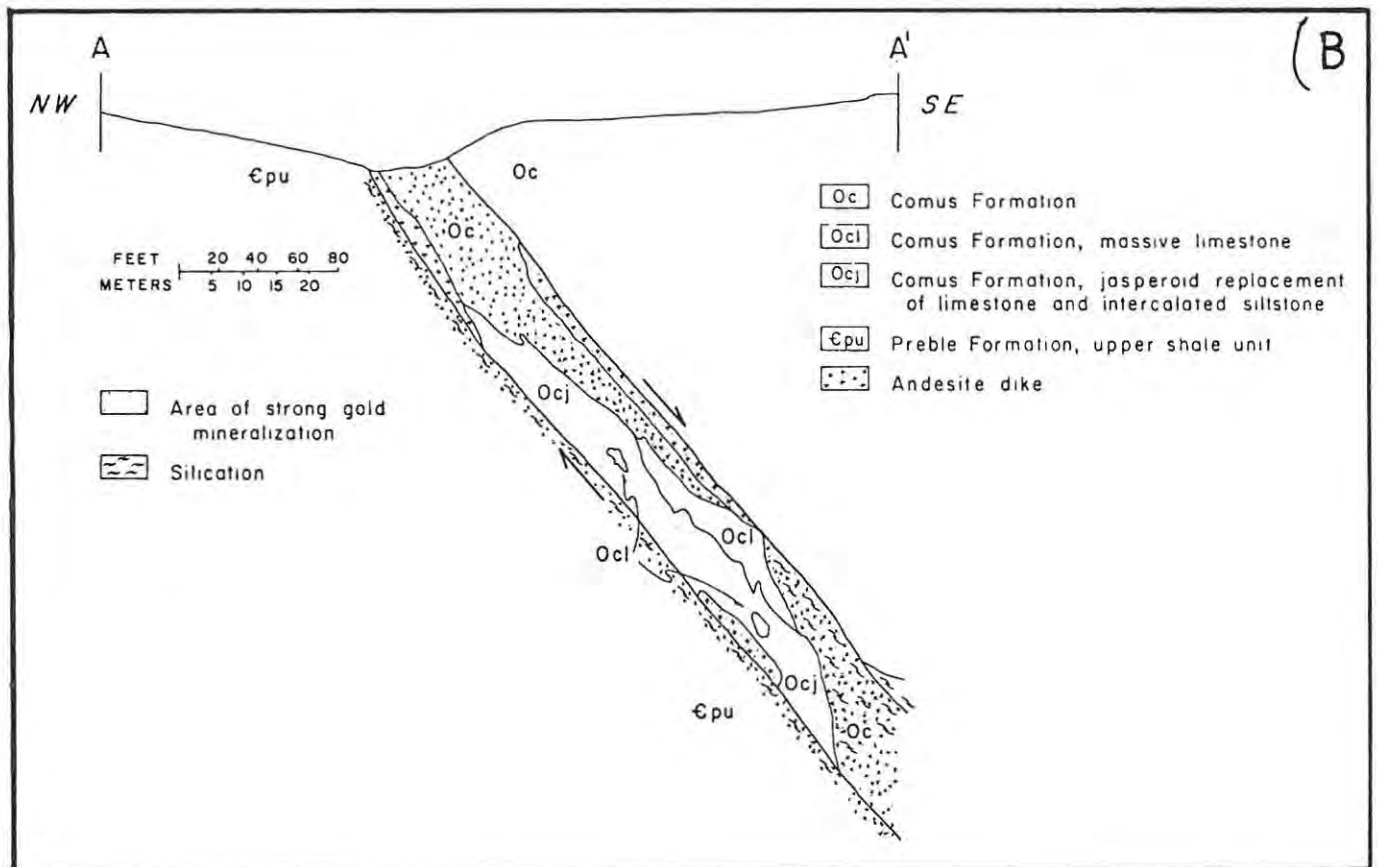 (B
A
A'
NW
SE
Єpu
Oc
Oc
FEET 20 40 60 80
METERS 5 10 15 20
Oc Comus Formation
Ocl Comus Formation, massive limestone
Ocj Comus Formation, jasperoid replacement
of limestone and intercalated siltstone
Єpu Preble Formation, upper shale unit
Andesite dike
Area of strong gold
mineralization
Silication
Ocj
Ocl
Ocl
Ocj
Єpu
Oc